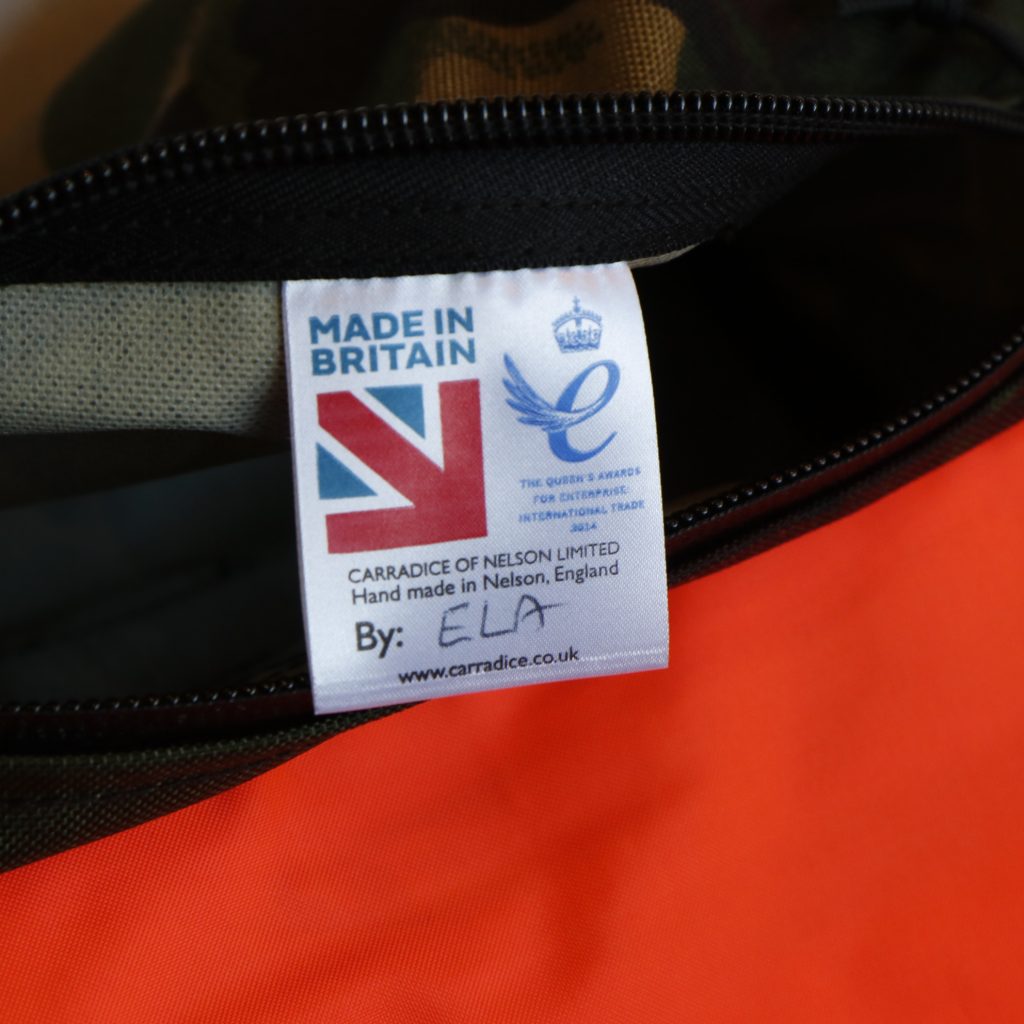 MADE IN
BRITAIN
THE QUEEN'S AWARDS
FOR ENTERPRISE:
INTERNATIONAL TRADE
2014
CARRADICE OF NELSON LIMITED
Hand made in Nelson, England
By: ELA
www.carradice.co.uk